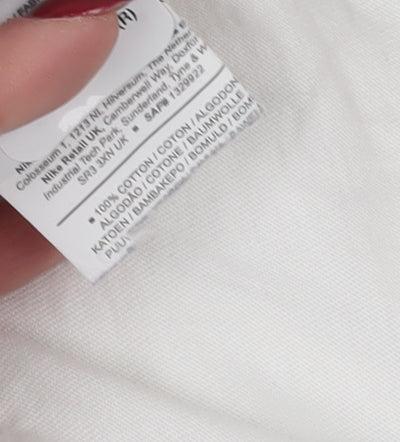 (R)
Colosseum 1, 1213 NL Hilversum, The Nether
Nike Retail UK, Camberwell Way, Doxfor
Industrial Tech Park, Sunderland, Tyne & W
SR3 3XN UK ▪ SAP# 1329922
▪ 100% COTTON / COTON / ALGODON
ALGODÃO / COTONE / BAUMWOLLE
KATOEN / ΒΑΜΒΑΚΕΡΟ / BOMULD / BOM
PUU